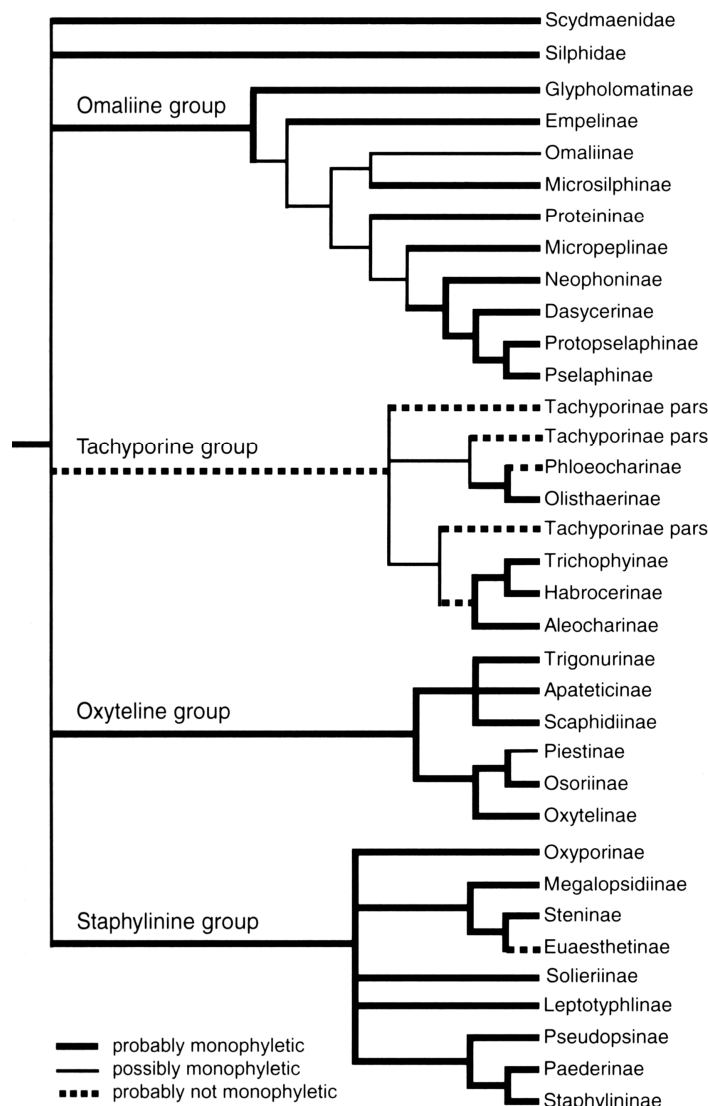 Scydmaenidae
Silphidae
Glypholomatinae
Omaliine group
Empelinae
Omaliinae
Microsilphinae
Proteininae
Micropeplinae
Neophoninae
Dasycerinae
Protopselaphinae
Pselaphinae
Tachyporinae pars
Tachyporine group
Tachyporinae pars
Phloeocharinae
Olisthaerinae
Tachyporinae pars
Trichophyinae
Habrocerinae
Aleocharinae
Trigonurinae
Apateticinae
Oxyteline group
Scaphidiinae
Piestinae
Osoriinae
Oxytelinae
Oxyporinae
Megalopsidiinae
Staphylinine group
Steninae
Euaesthetinae
Solieriinae
Leptotyphlinae
Pseudopsinae
Paederinae
Staphylininae
probably monophyletic
possibly monophyletic
probably not monophyletic